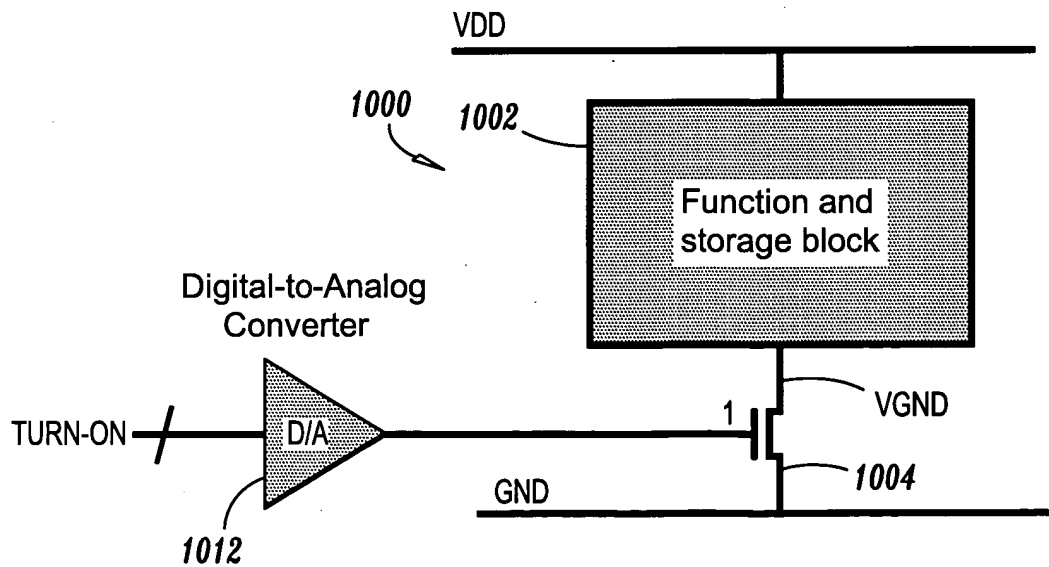 VDD
1000
1002
Function and
storage block
Digital-to-Analog
Converter
1
VGND
TURN-ON
D/A
1004
GND
1012